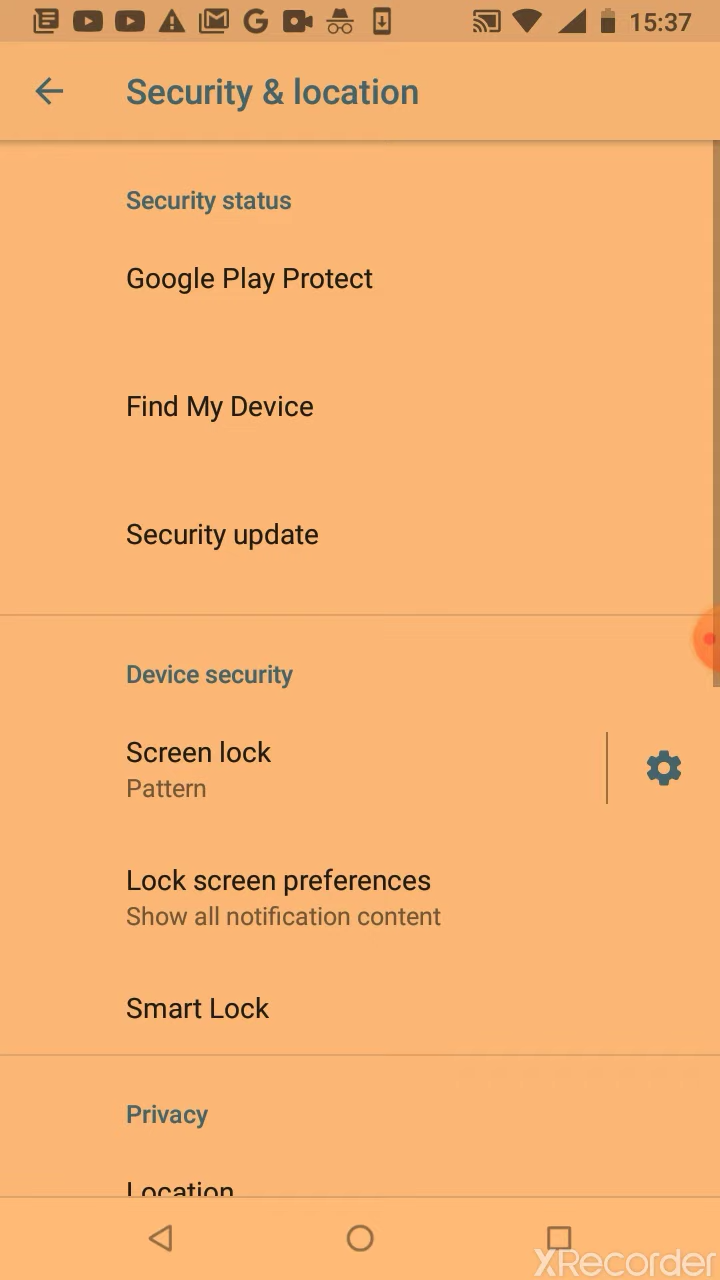 15:37
Security & location
Security status
Google Play Protect
Find My Device
Security update
Device security
Screen lock
Pattern
Lock screen preferences
Show all notification content
Smart Lock
Privacy
Location
XRecorder